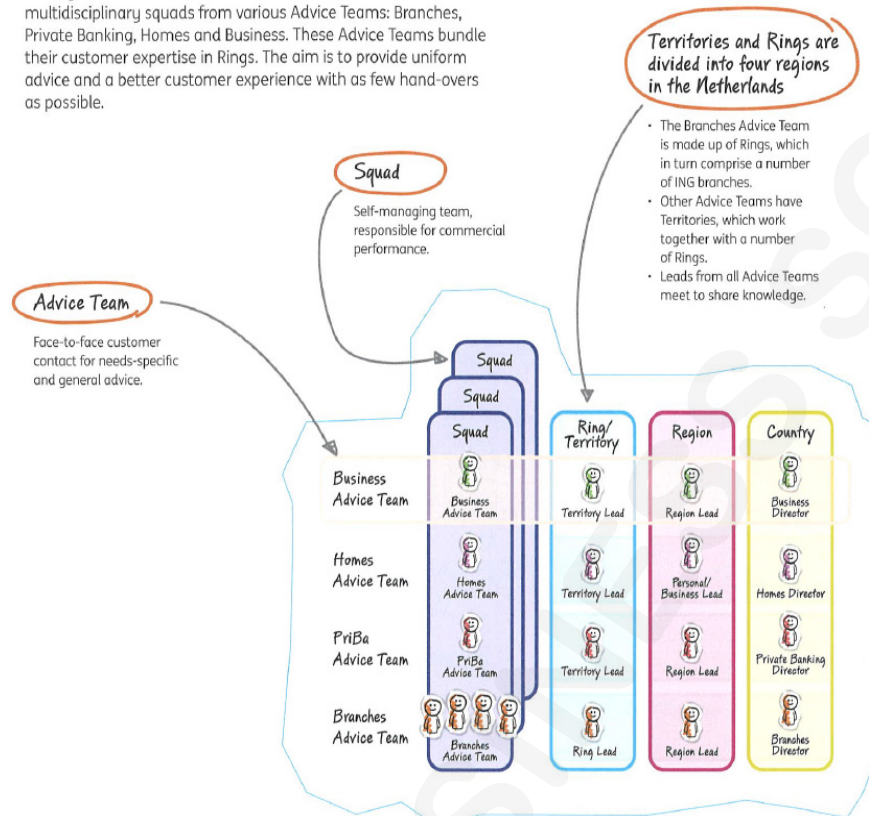 multidisciplinary squads from various Advice Teams: Branches,
Private Banking, Homes and Business. These Advice Teams bundle
their customer expertise in Rings. The aim is to provide uniform
advice and a better customer experience with as few hand-overs
as possible.
Territories and Rings are
divided into four regions
in the Netherlands
• The Branches Advice Team
is made up of Rings, which
in turn comprise a number
of ING branches.
• Other Advice Teams have
Territories, which work
together with a number
of Rings.
• Leads from all Advice Teams
meet to share knowledge.
Squad
Self-managing team,
responsible for commercial
performance.
Advice Team
Face-to-face customer
contact for needs-specific
and general advice.
Squad
Squad
Squad
Ring/
Territory
Region
Country
Business
Advice Team
Business
Advice Team
Territory Lead
Region Lead
Business
Director
Homes
Advice Team
Homes
Advice Team
Territory Lead
Personal/
Business Lead
Homes Director
PriBa
Advice Team
PriBa
Advice Team
Territory Lead
Region Lead
Private Banking
Director
Branches
Advice Team
Branches
Advice Team
Ring Lead
Region Lead
Branches
Director